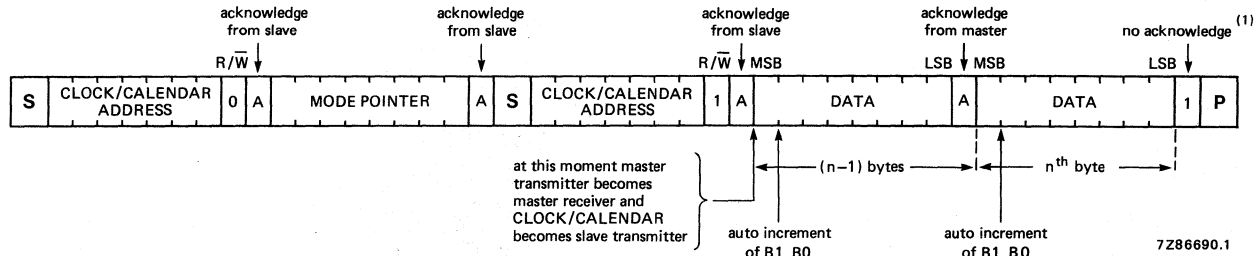 acknowledge from slave
acknowledge from slave
acknowledge from slave
acknowledge from master
no acknowledge (1)
R/W̅
R/W̅ MSB
LSB
MSB
LSB
S
CLOCK/CALENDAR ADDRESS
0
A
MODE POINTER
A
S
CLOCK/CALENDAR ADDRESS
1
A
DATA
A
DATA
1
P
at this moment master
transmitter becomes
master receiver and
CLOCK/CALENDAR
becomes slave transmitter
(n−1) bytes
nth byte
auto increment
of B1, B0
auto increment
of B1, B0
7Z86690.1